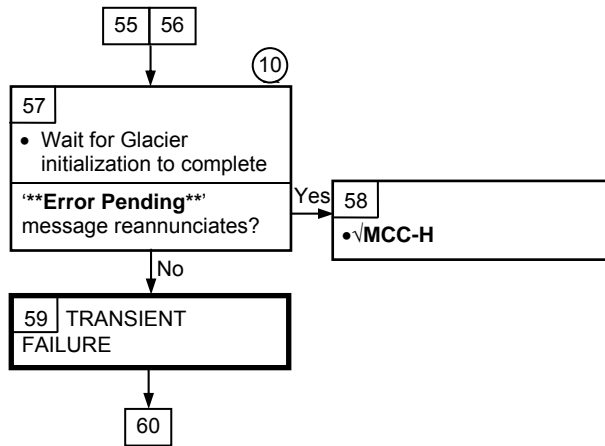 55 56
10
57
• Wait for Glacier
initialization to complete
'**Error Pending**'
message reannunciates?
Yes
58
•√MCC-H
No
59 TRANSIENT
FAILURE
60